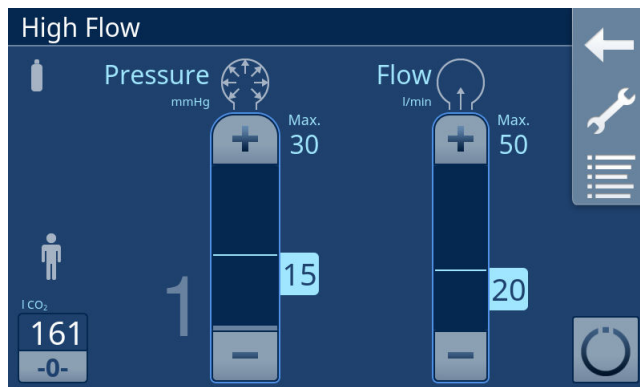 High Flow
Pressure
mmHg
Max.
30
15
1
Flow
l/min
Max.
50
20
l CO₂
161
-0-